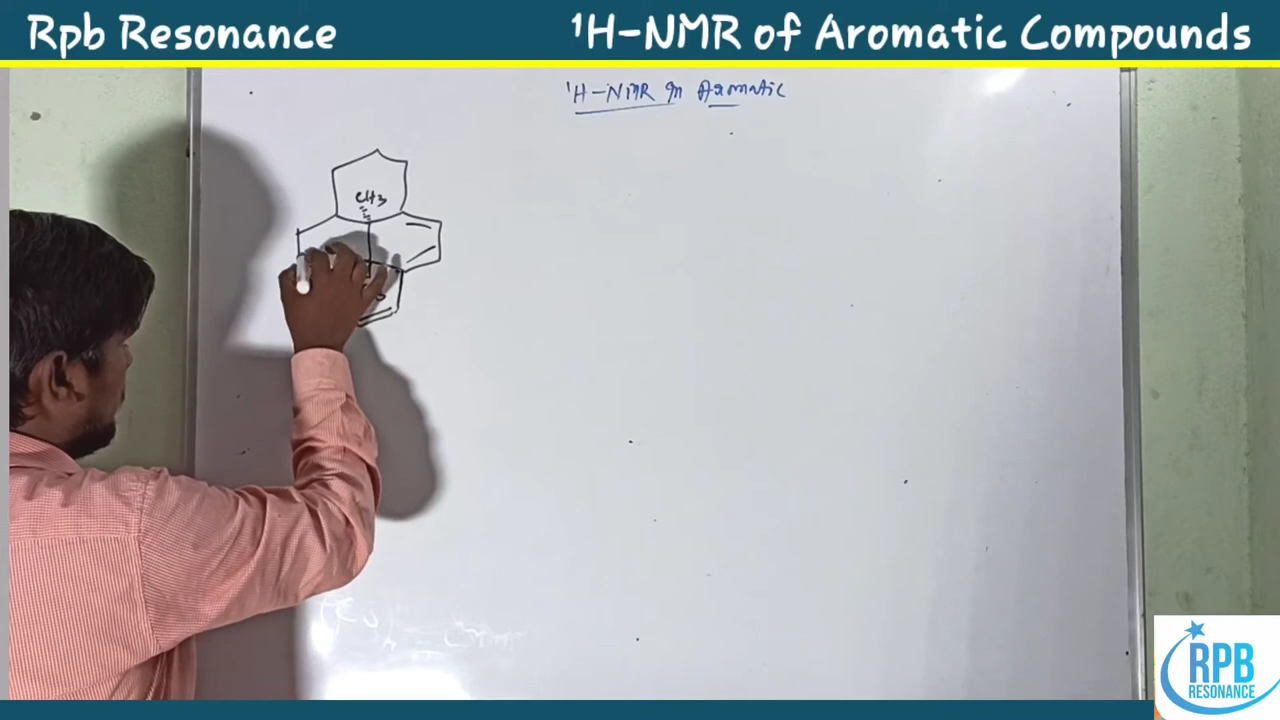 Rpb Resonance
¹H-NMR of Aromatic Compounds
¹H-NMR in Aromatic
CH3
RPB
RESONANCE